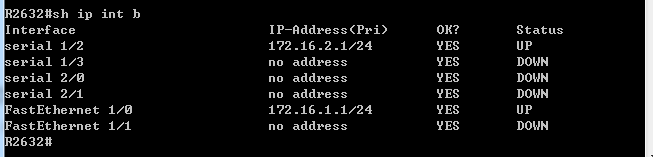 R2632#sh ip int b
Interface IP-Address(Pri) OK? Status
serial 1/2 172.16.2.1/24 YES UP
serial 1/3 no address YES DOWN
serial 2/0 no address YES DOWN
serial 2/1 no address YES DOWN
FastEthernet 1/0 172.16.1.1/24 YES UP
FastEthernet 1/1 no address YES DOWN
R2632#